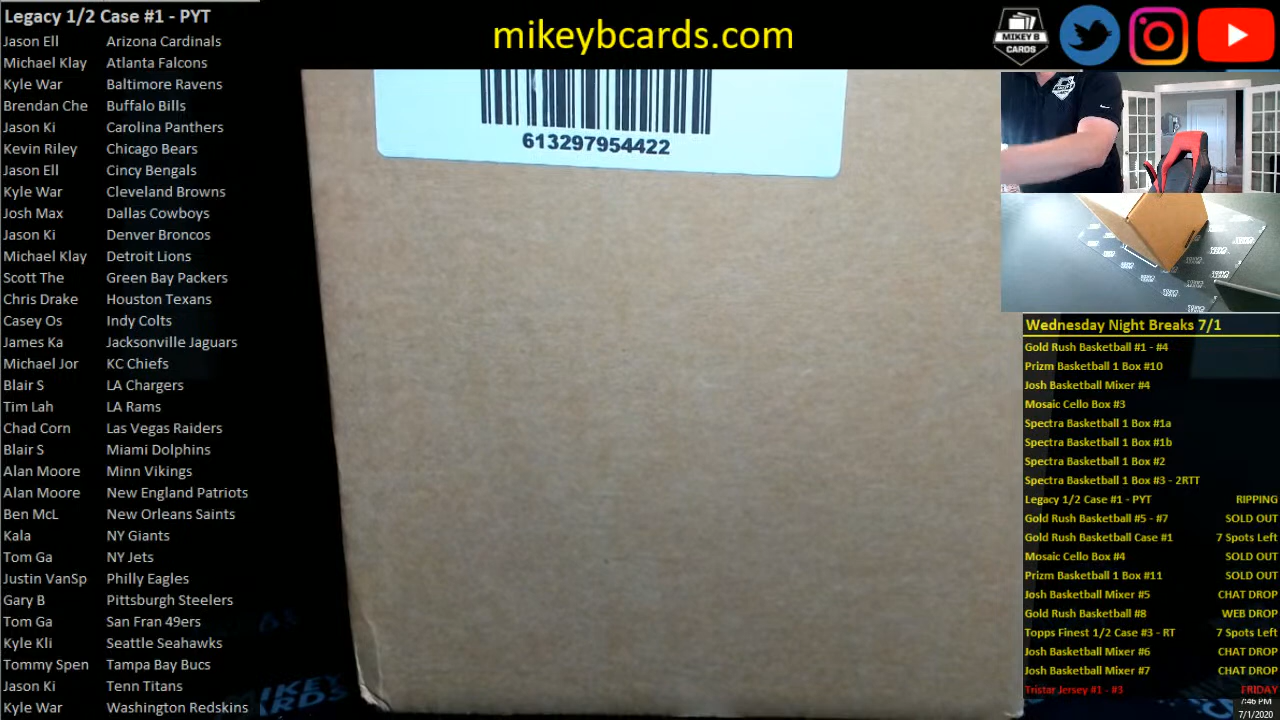 Legacy 1/2 Case #1 - PYT
Jason Ell Arizona Cardinals
Michael Klay Atlanta Falcons
Kyle War Baltimore Ravens
Brendan Che Buffalo Bills
Jason Ki Carolina Panthers
Kevin Riley Chicago Bears
Jason Ell Cincy Bengals
Kyle War Cleveland Browns
Josh Max Dallas Cowboys
Jason Ki Denver Broncos
Michael Klay Detroit Lions
Scott The Green Bay Packers
Chris Drake Houston Texans
Casey Os Indy Colts
James Ka Jacksonville Jaguars
Michael Jor KC Chiefs
Blair S LA Chargers
Tim Lah LA Rams
Chad Corn Las Vegas Raiders
Blair S Miami Dolphins
Alan Moore Minn Vikings
Alan Moore New England Patriots
Ben McL New Orleans Saints
Kala NY Giants
Tom Ga NY Jets
Justin VanSp Philly Eagles
Gary B Pittsburgh Steelers
Tom Ga San Fran 49ers
Kyle Kli Seattle Seahawks
Tommy Spen Tampa Bay Bucs
Jason Ki Tenn Titans
Kyle War Washington Redskins
mikeybcards.com
MIKEY B
CARDS
613297954422
Wednesday Night Breaks 7/1
Gold Rush Basketball #1 - #4
Prizm Basketball 1 Box #10
Josh Basketball Mixer #4
Mosaic Cello Box #3
Spectra Basketball 1 Box #1a
Spectra Basketball 1 Box #1b
Spectra Basketball 1 Box #2
Spectra Basketball 1 Box #3 - 2RTT
Legacy 1/2 Case #1 - PYT RIPPING
Gold Rush Basketball #5 - #7 SOLD OUT
Gold Rush Basketball Case #1 7 Spots Left
Mosaic Cello Box #4 SOLD OUT
Prizm Basketball 1 Box #11 SOLD OUT
Josh Basketball Mixer #5 CHAT DROP
Gold Rush Basketball #8 WEB DROP
Topps Finest 1/2 Case #3 - RT 7 Spots Left
Josh Basketball Mixer #6 CHAT DROP
Josh Basketball Mixer #7 CHAT DROP
Tristar Jersey #1 - #3 FRIDAY
7:46 PM
7/1/2020